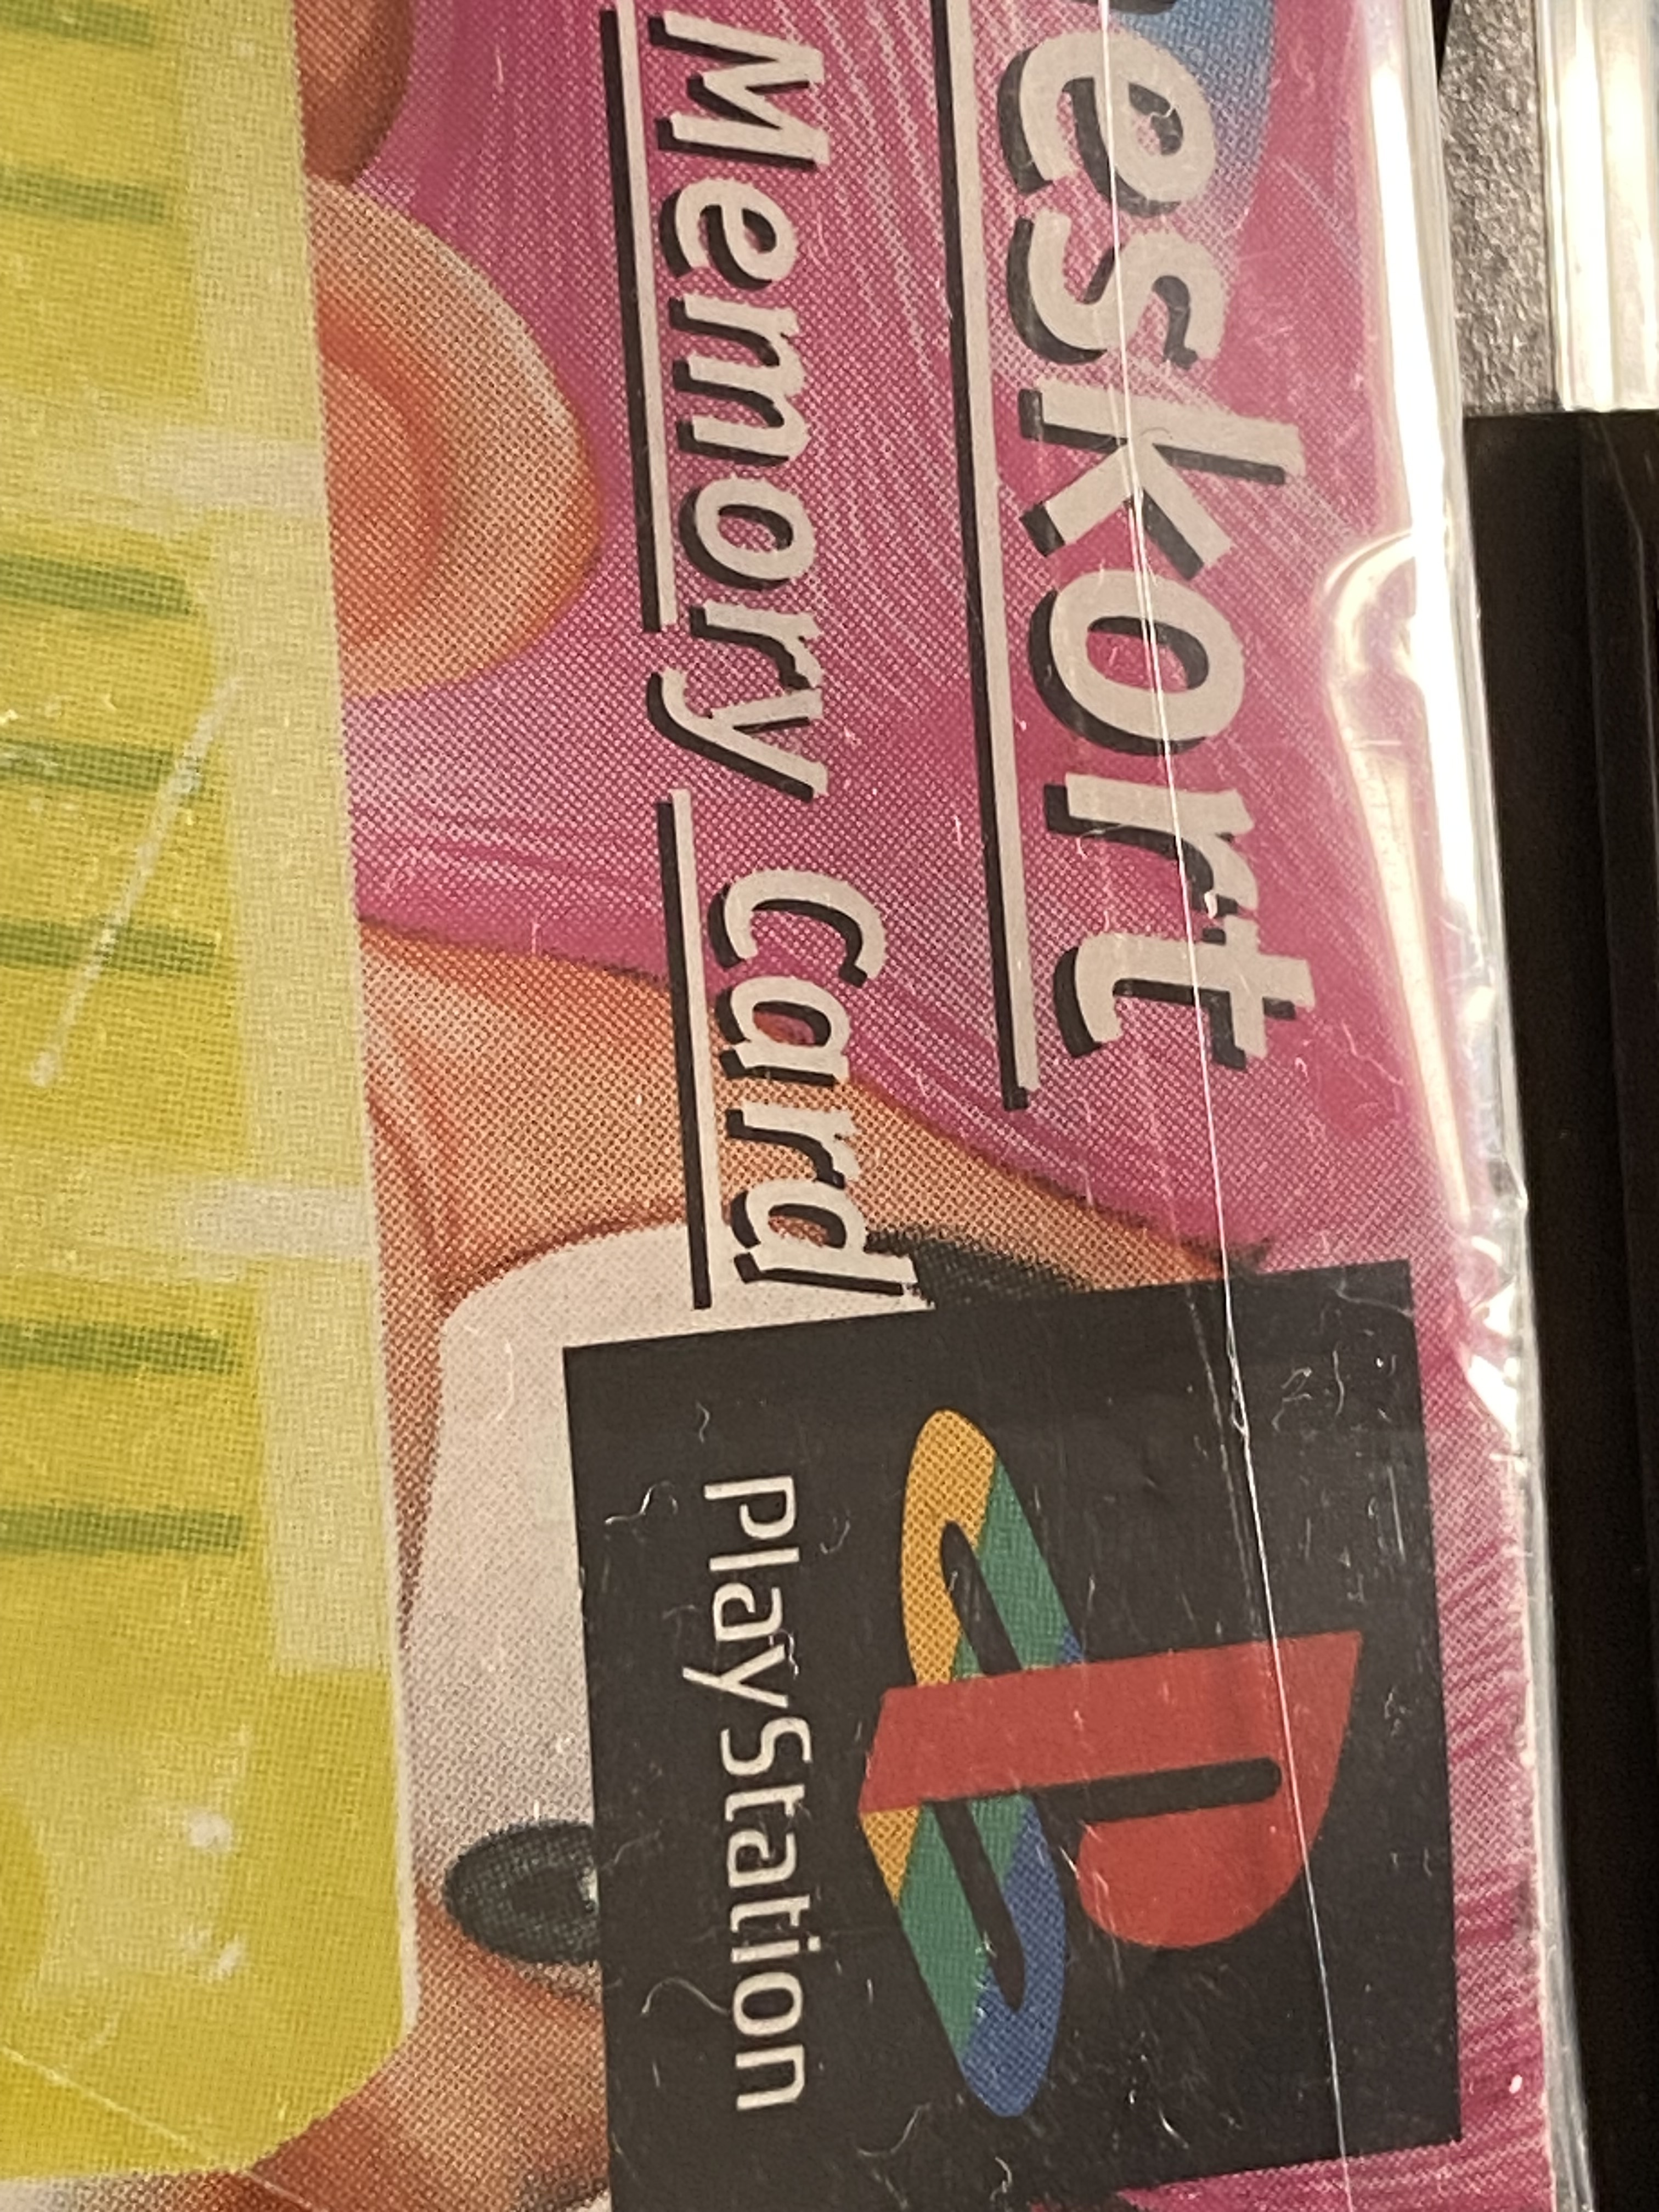 eskort
Memory Card
PlayStation